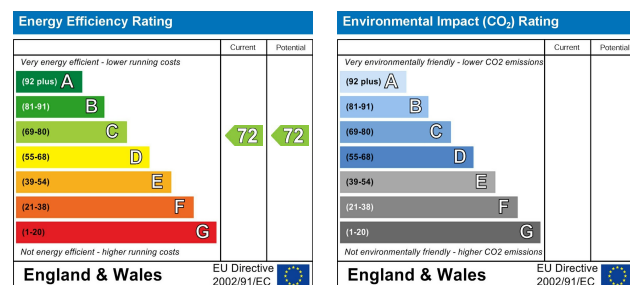 Energy Efficiency Rating
Current Potential
Very energy efficient - lower running costs
(92 plus) A
(81-91) B
(69-80) C 72 72
(55-68) D
(39-54) E
(21-38) F
(1-20) G
Not energy efficient - higher running costs
England & Wales
EU Directive
2002/91/EC
Environmental Impact (CO₂) Rating
Current Potential
Very environmentally friendly - lower CO2 emissions
(92 plus) A
(81-91) B
(69-80) C
(55-68) D
(39-54) E
(21-38) F
(1-20) G
Not environmentally friendly - higher CO2 emissions
England & Wales
EU Directive
2002/91/EC